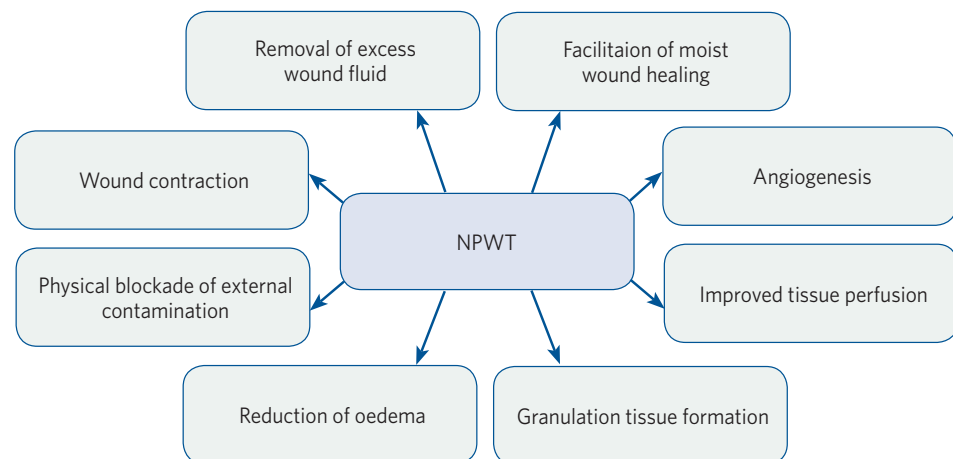 Removal of excess
wound fluid
Facilitaion of moist
wound healing
Wound contraction
Angiogenesis
NPWT
Physical blockade of external
contamination
Improved tissue perfusion
Reduction of oedema
Granulation tissue formation